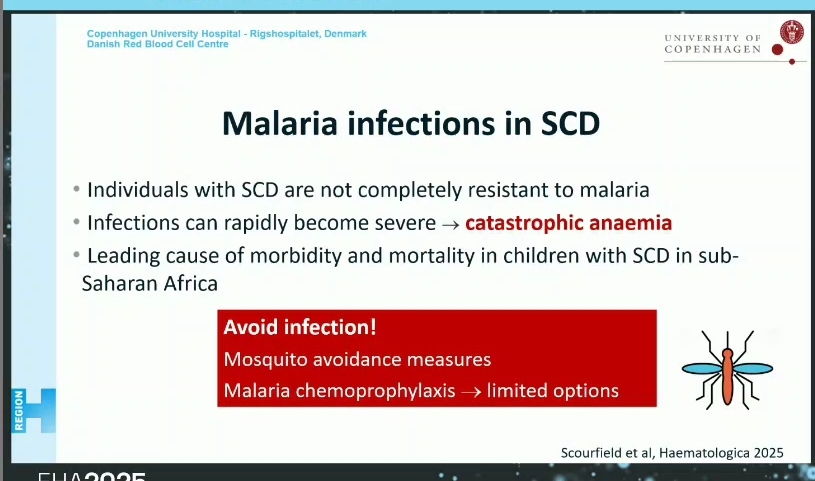 Copenhagen University Hospital - Rigshospitalet, Denmark
Danish Red Blood Cell Centre
UNIVERSITY OF
COPENHAGEN
Malaria infections in SCD
• Individuals with SCD are not completely resistant to malaria
• Infections can rapidly become severe → catastrophic anaemia
• Leading cause of morbidity and mortality in children with SCD in sub-
Saharan Africa
Avoid infection!
Mosquito avoidance measures
Malaria chemoprophylaxis → limited options
REGION
H
Scourfield et al, Haematologica 2025
EHA2025